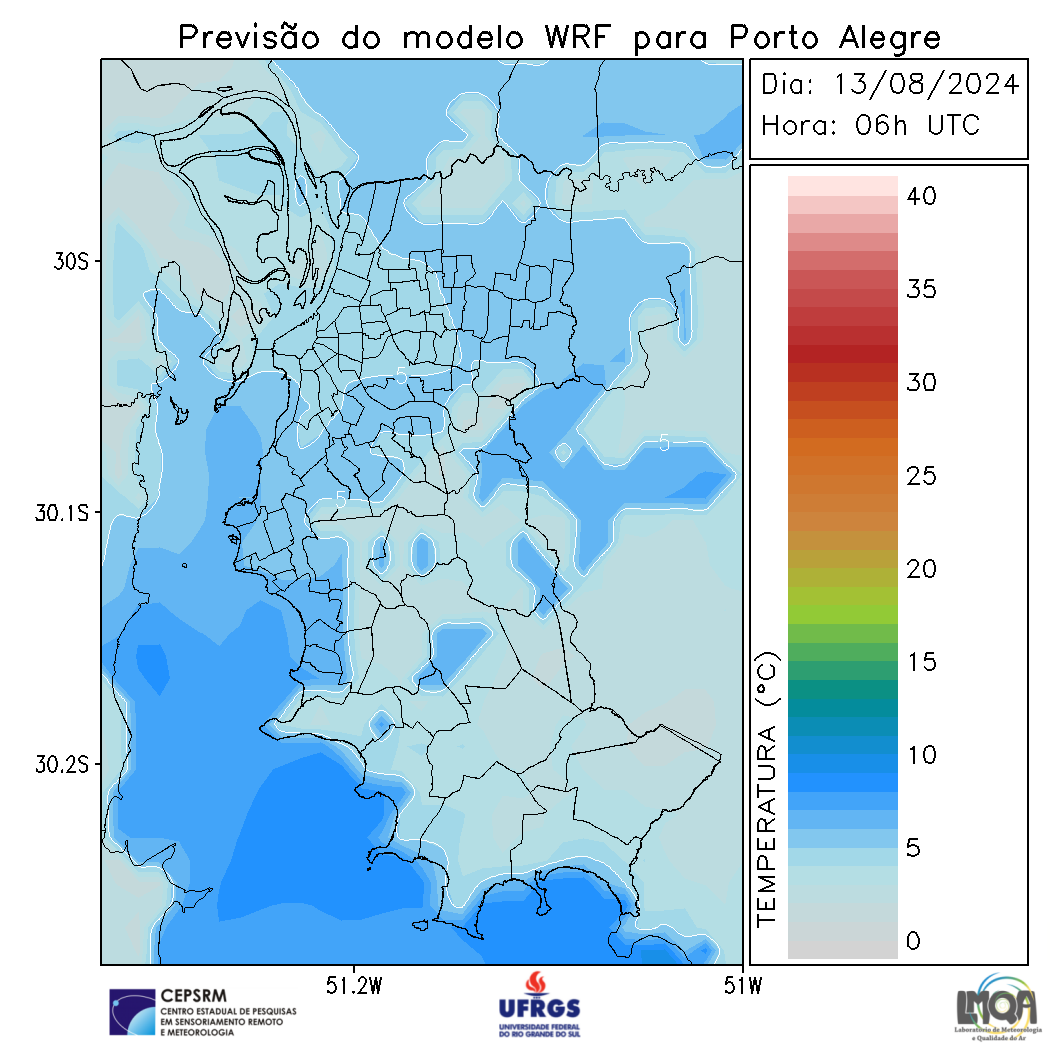 Previsão do modelo WRF para Porto Alegre
Dia: 13/08/2024
Hora: 06h UTC
30S
30.1S
30.2S
51.2W
51W
5
5
5
TEMPERATURA (°C)
40
35
30
25
20
15
10
5
0
CEPSRM
CENTRO ESTADUAL DE PESQUISAS
EM SENSORIAMENTO REMOTO
E METEOROLOGIA
UFRGS
UNIVERSIDADE FEDERAL
DO RIO GRANDE DO SUL
LMQA
Laboratório de Meteorologia
e Qualidade do Ar